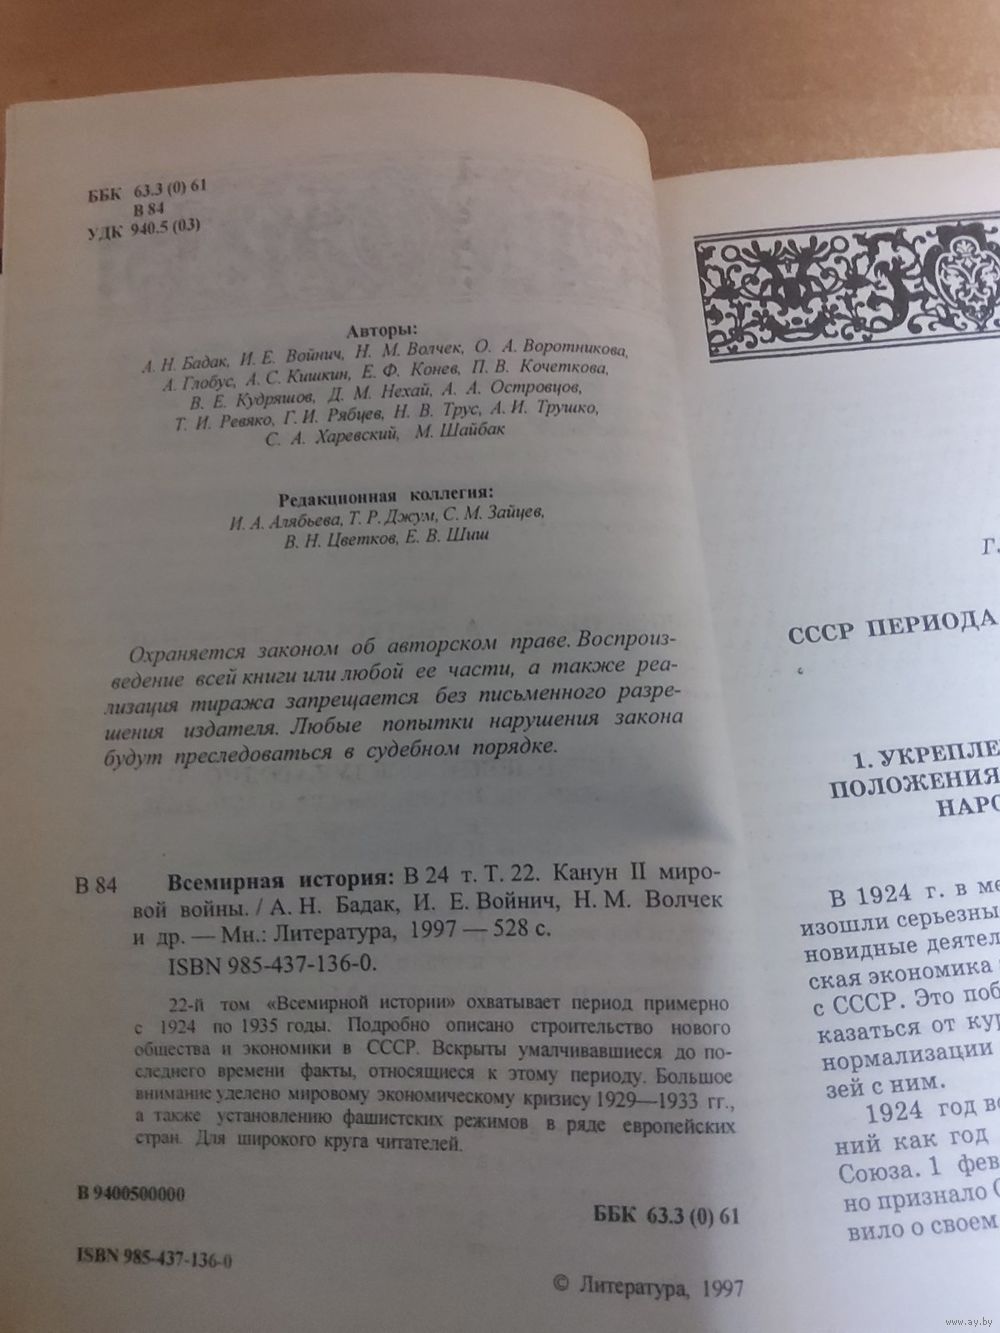 ББК 63.3 (0) 61
В 84
УДК 940.5 (03)
Авторы:
А. Н. Бадак, И. Е. Войнич, Н. М. Волчек, О. А. Воротникова,
А. Глобус, А. С. Кишкин, Е. Ф. Конев, П. В. Кочеткова,
В. Е. Кудряшов, Д. М. Нехай, А. А. Островцов,
Т. И. Ревяко, Г. И. Рябцев, Н. В. Трус, А. И. Трушко,
С. А. Харевский, М. Шайбак
Редакционная коллегия:
И. А. Алябьева, Т. Р. Джум, С. М. Зайцев,
В. Н. Цветков, Е. В. Шиш
Охраняется законом об авторском праве. Воспроиз-
ведение всей книги или любой ее части, а также реа-
лизация тиража запрещается без письменного разре-
шения издателя. Любые попытки нарушения закона
будут преследоваться в судебном порядке.
В 84 Всемирная история: В 24 т. Т. 22. Канун II миро-
вой войны. / А. Н. Бадак, И. Е. Войнич, Н. М. Волчек
и др. — Мн.: Литература, 1997 — 528 с.
ISBN 985-437-136-0.
22-й том «Всемирной истории» охватывает период примерно
с 1924 по 1935 годы. Подробно описано строительство нового
общества и экономики в СССР. Вскрыты умалчивавшиеся до по-
следнего времени факты, относящиеся к этому периоду. Большое
внимание уделено мировому экономическому кризису 1929—1933 гг.,
а также установлению фашистских режимов в ряде европейских
стран. Для широкого круга читателей.
В 9400500000
ББК 63.3 (0) 61
ISBN 985-437-136-0
© Литература, 1997
СССР ПЕРИОДА
1. УКРЕПЛЕ
ПОЛОЖЕНИЯ
НАРО
В 1924 г. в ме
изошли серьезны
новидные деятел
ская экономика
с СССР. Это поб
казаться от кур
нормализации
зей с ним.
1924 год во
ний как год
Союза. 1 фев
но признало С
вило о своем
www.ay.by